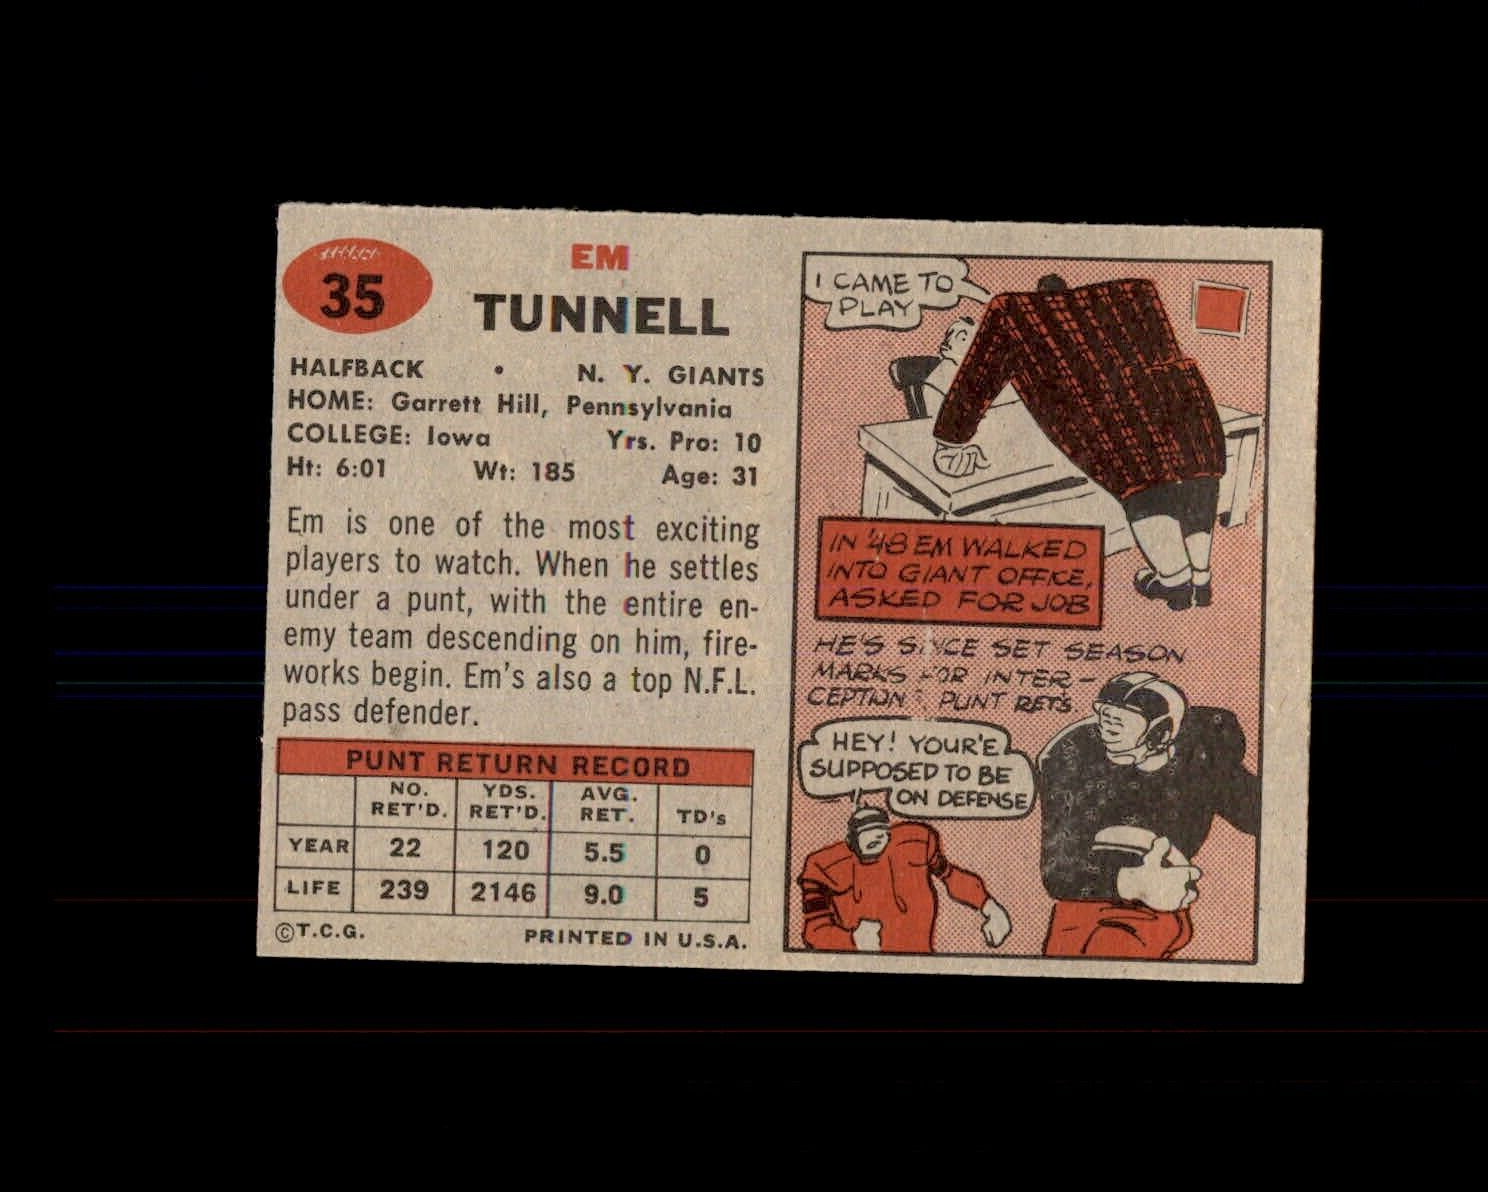 35
EM
TUNNELL
HALFBACK • N. Y. GIANTS
HOME: Garrett Hill, Pennsylvania
COLLEGE: Iowa Yrs. Pro: 10
Ht: 6:01 Wt: 185 Age: 31
Em is one of the most exciting
players to watch. When he settles
under a punt, with the entire en-
emy team descending on him, fire-
works begin. Em's also a top N.F.L.
pass defender.
PUNT RETURN RECORD
NO. YDS. AVG.
RET'D. RET'D. RET. TD's
YEAR 22 120 5.5 0
LIFE 239 2146 9.0 5
©T.C.G. PRINTED IN U.S.A.
I CAME TO
PLAY
IN '48 EM WALKED
INTO GIANT OFFICE,
ASKED FOR JOB
HE'S SINCE SET SEASON
MARKS FOR INTER-
CEPTIONS, PUNT RETS.
HEY! YOUR'E
SUPPOSED TO BE
ON DEFENSE